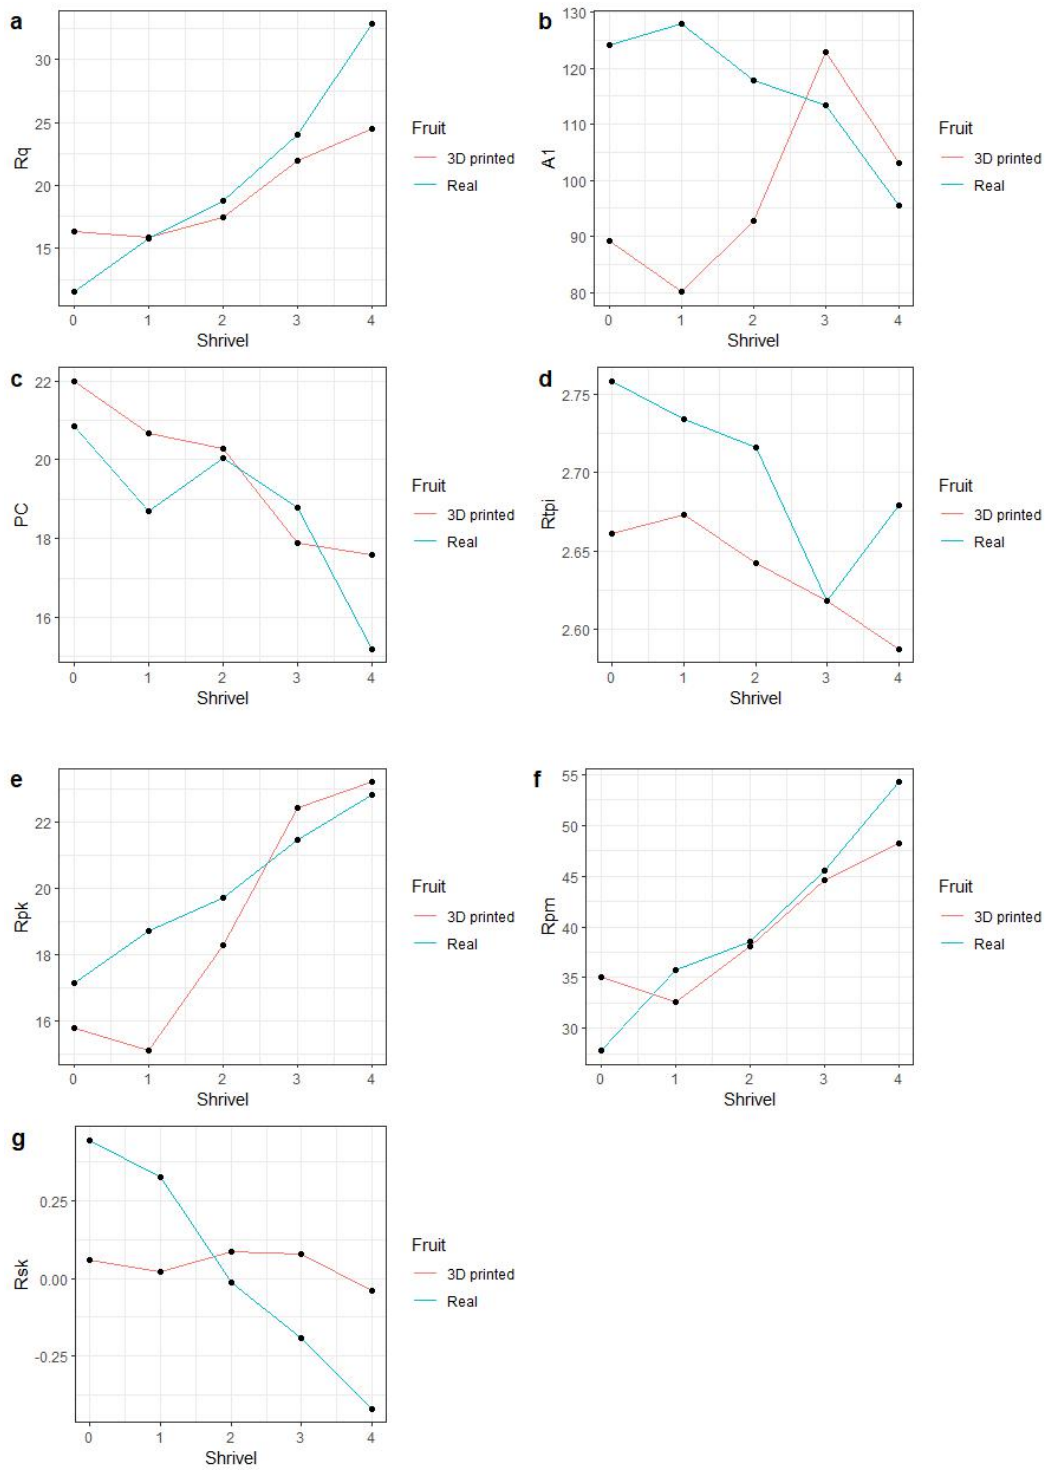 a
Rq
30
25
20
15
0 1 2 3 4
Shrivel
Fruit
3D printed
Real
b
A1
130
120
110
100
90
80
0 1 2 3 4
Shrivel
Fruit
3D printed
Real
c
PC
22
20
18
16
0 1 2 3 4
Shrivel
Fruit
3D printed
Real
d
Rtpi
2.75
2.70
2.65
2.60
0 1 2 3 4
Shrivel
Fruit
3D printed
Real
e
Rpk
22
20
18
16
0 1 2 3 4
Shrivel
Fruit
3D printed
Real
f
Rpm
55
50
45
40
35
30
0 1 2 3 4
Shrivel
Fruit
3D printed
Real
g
Rsk
0.25
0.00
-0.25
0 1 2 3 4
Shrivel
Fruit
3D printed
Real